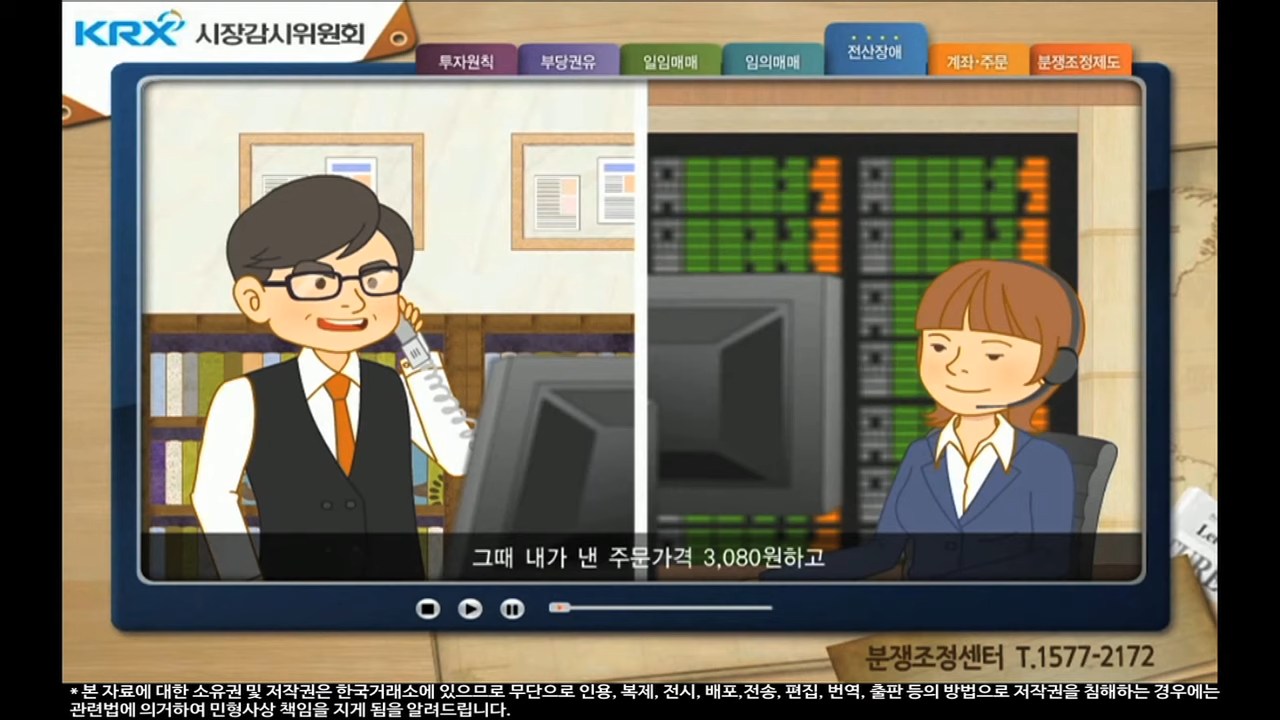 KRX 시장감시위원회
투자원칙 부당권유 일임매매 임의매매 전산장애 계좌·주문 분쟁조정제도
그때 내가 낸 주문가격 3,080원하고
분쟁조정센터 T.1577-2172
* 본 자료에 대한 소유권 및 저작권은 한국거래소에 있으므로 무단으로 인용, 복제, 전시, 배포,전송, 편집, 번역, 출판 등의 방법으로 저작권을 침해하는 경우에는
관련법에 의거하여 민형사상 책임을 지게 됨을 알려드립니다.